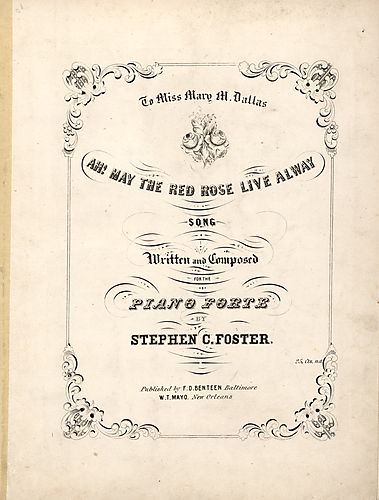 To Miss Mary M. Dallas
AH! MAY THE RED ROSE LIVE ALWAY
SONG
Written and Composed
FOR THE
PIANO FORTE
BY
STEPHEN C. FOSTER.
25, Cts. net
Published by F. D. BENTEEN Baltimore
W. T. MAYO. New Orleans